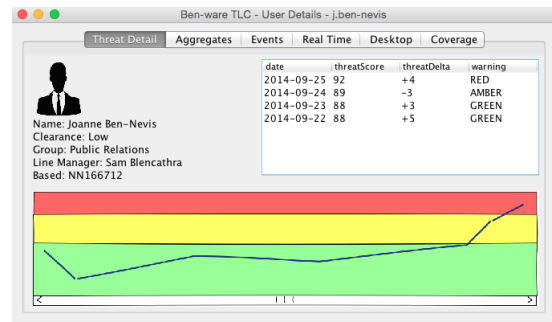 Ben-ware TLC - User Details - j.ben-nevis
Threat Detail Aggregates Events Real Time Desktop Coverage
date threatScore threatDelta warning
2014-09-25 92 +4 RED
2014-09-24 89 -3 AMBER
2014-09-23 88 +3 GREEN
2014-09-22 88 +5 GREEN
Name: Joanne Ben-Nevis
Clearance: Low
Group: Public Relations
Line Manager: Sam Blencathra
Based: NN166712